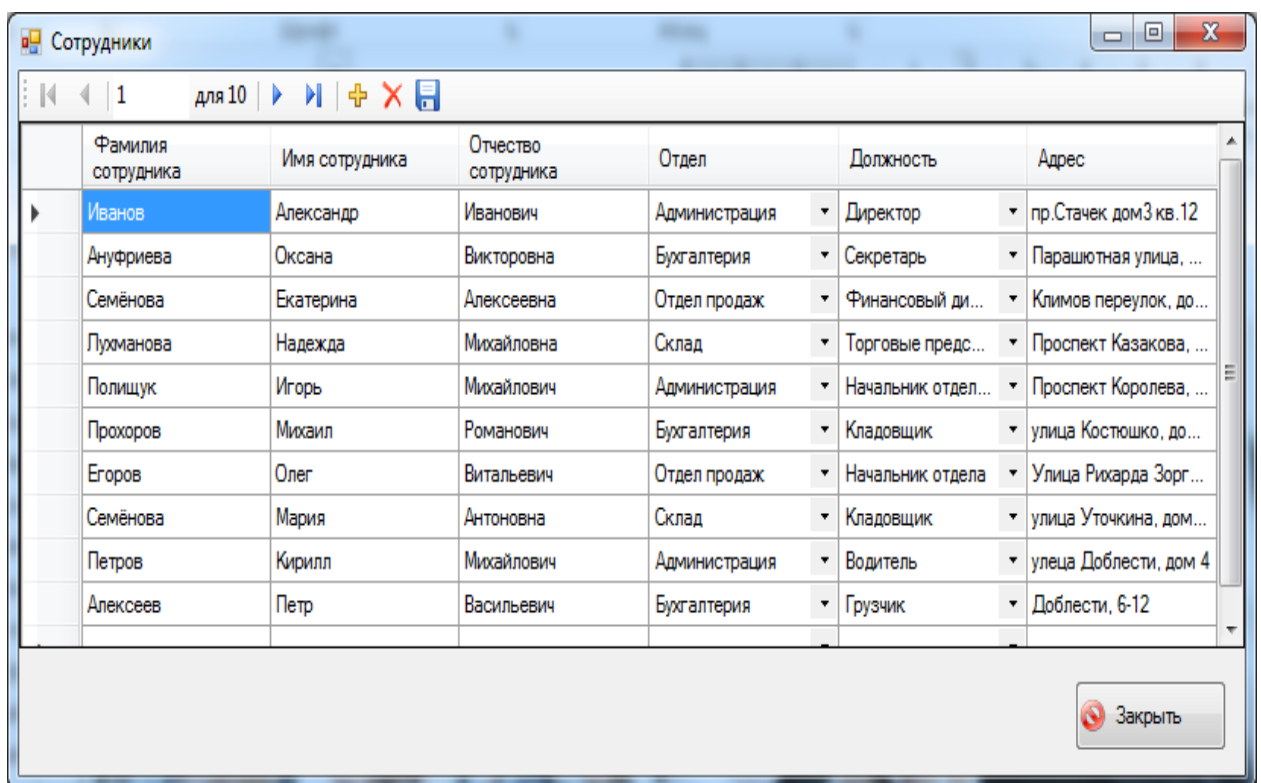 Сотрудники
1 для 10
Фамилия сотрудника Имя сотрудника Отчество сотрудника Отдел Должность Адрес
Иванов Александр Иванович Администрация Директор пр.Стачек дом3 кв.12
Ануфриева Оксана Викторовна Бухгалтерия Секретарь Парашютная улица, ...
Семёнова Екатерина Алексеевна Отдел продаж Финансовый ди... Климов переулок, до...
Лухманова Надежда Михайловна Склад Торговые предс... Проспект Казакова, ...
Полищук Игорь Михайлович Администрация Начальник отдел... Проспект Королева, ...
Прохоров Михаил Романович Бухгалтерия Кладовщик улица Костюшко, до...
Егоров Олег Витальевич Отдел продаж Начальник отдела Улица Рихарда Зорг...
Семёнова Мария Антоновна Склад Кладовщик улица Уточкина, дом...
Петров Кирилл Михайлович Администрация Водитель улеца Доблести, дом 4
Алексеев Петр Васильевич Бухгалтерия Грузчик Доблести, 6-12
Закрыть